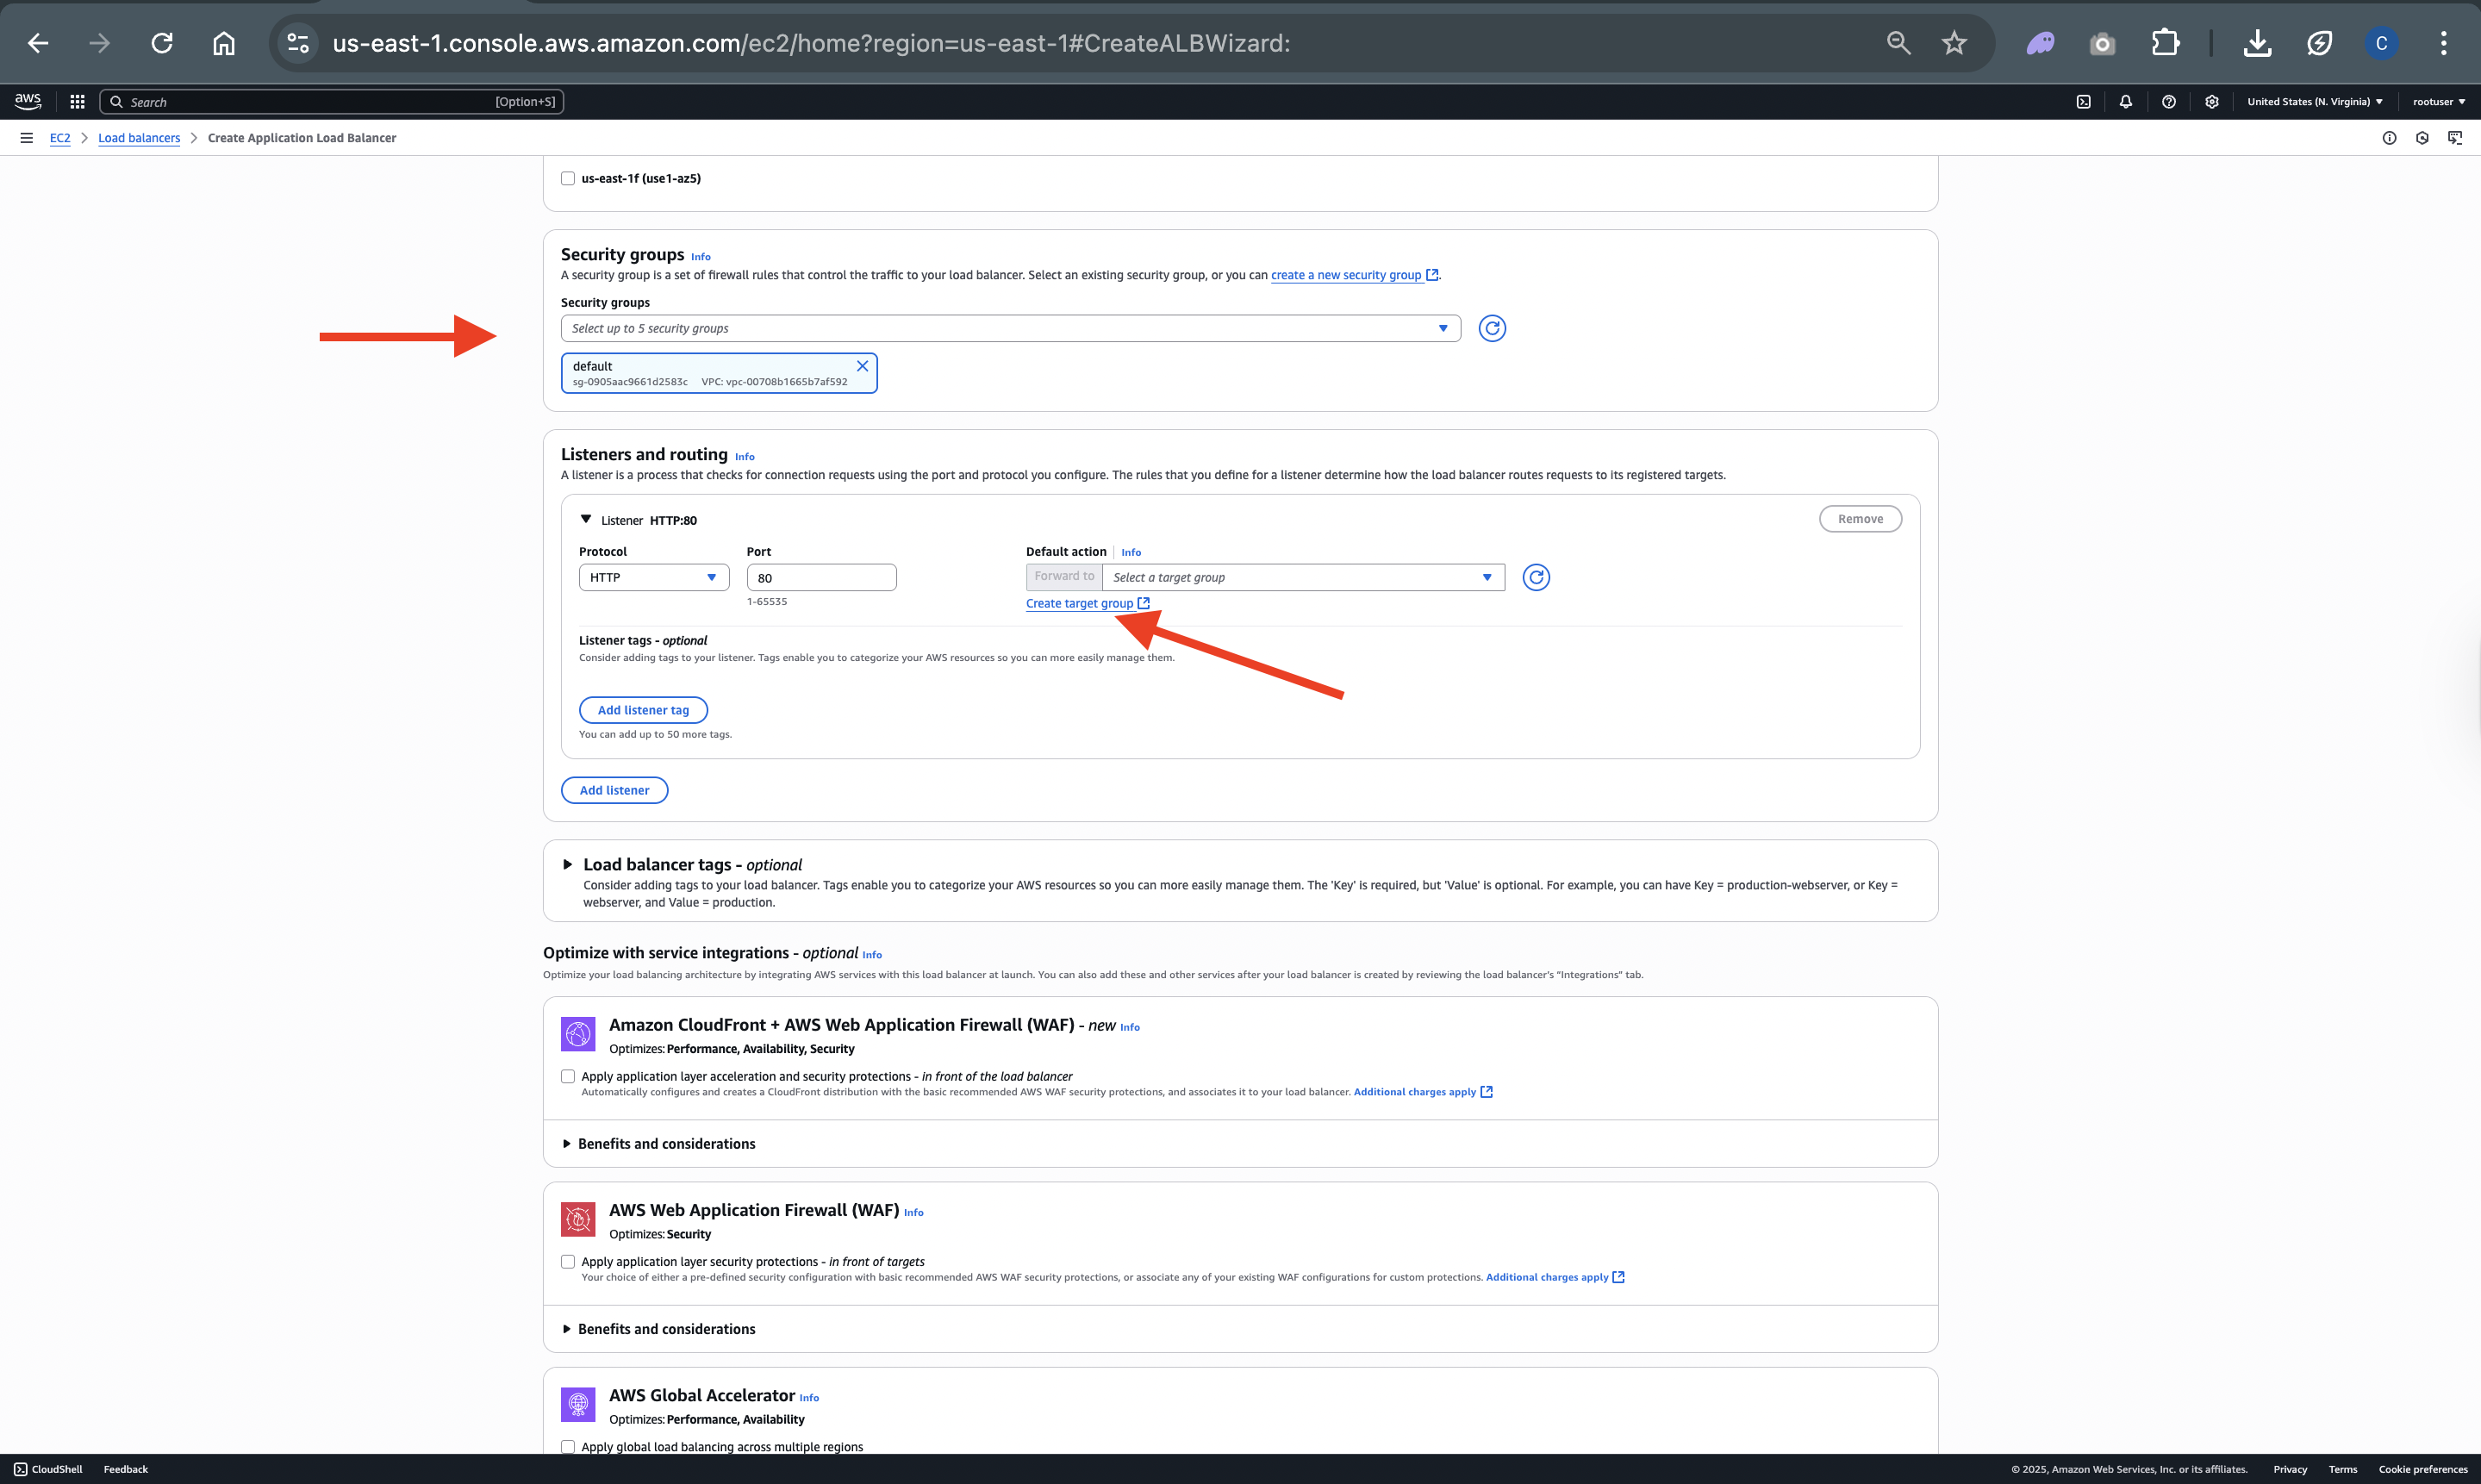 us-east-1.console.aws.amazon.com/ec2/home?region=us-east-1#CreateALBWizard:
C
aws
Search
[Option+S]
United States (N. Virginia)
rootuser
EC2
Load balancers
Create Application Load Balancer
us-east-1f (use1-az5)
Security groups Info
A security group is a set of firewall rules that control the traffic to your load balancer. Select an existing security group, or you can create a new security group.
Security groups
Select up to 5 security groups
default
sg-0905aac9661d2583c VPC: vpc-00708b1665b7af592
Listeners and routing Info
A listener is a process that checks for connection requests using the port and protocol you configure. The rules that you define for a listener determine how the load balancer routes requests to its registered targets.
Listener HTTP:80
Remove
Protocol
Port
Default action Info
HTTP
80
Forward to
Select a target group
1-65535
Create target group
Listener tags - optional
Consider adding tags to your listener. Tags enable you to categorize your AWS resources so you can more easily manage them.
Add listener tag
You can add up to 50 more tags.
Add listener
Load balancer tags - optional
Consider adding tags to your load balancer. Tags enable you to categorize your AWS resources so you can more easily manage them. The 'Key' is required, but 'Value' is optional. For example, you can have Key = production-webserver, or Key =
webserver, and Value = production.
Optimize with service integrations - optional Info
Optimize your load balancing architecture by integrating AWS services with this load balancer at launch. You can also add these and other services after your load balancer is created by reviewing the load balancer's "Integrations" tab.
Amazon CloudFront + AWS Web Application Firewall (WAF) - new Info
Optimizes: Performance, Availability, Security
Apply application layer acceleration and security protections - in front of the load balancer
Automatically configures and creates a CloudFront distribution with the basic recommended AWS WAF security protections, and associates it to your load balancer. Additional charges apply
Benefits and considerations
AWS Web Application Firewall (WAF) Info
Optimizes: Security
Apply application layer security protections - in front of targets
Your choice of either a pre-defined security configuration with basic recommended AWS WAF security protections, or associate any of your existing WAF configurations for custom protections. Additional charges apply
Benefits and considerations
AWS Global Accelerator Info
Optimizes: Performance, Availability
Apply global load balancing across multiple regions
CloudShell
Feedback
© 2025, Amazon Web Services, Inc. or its affiliates.
Privacy
Terms
Cookie preferences